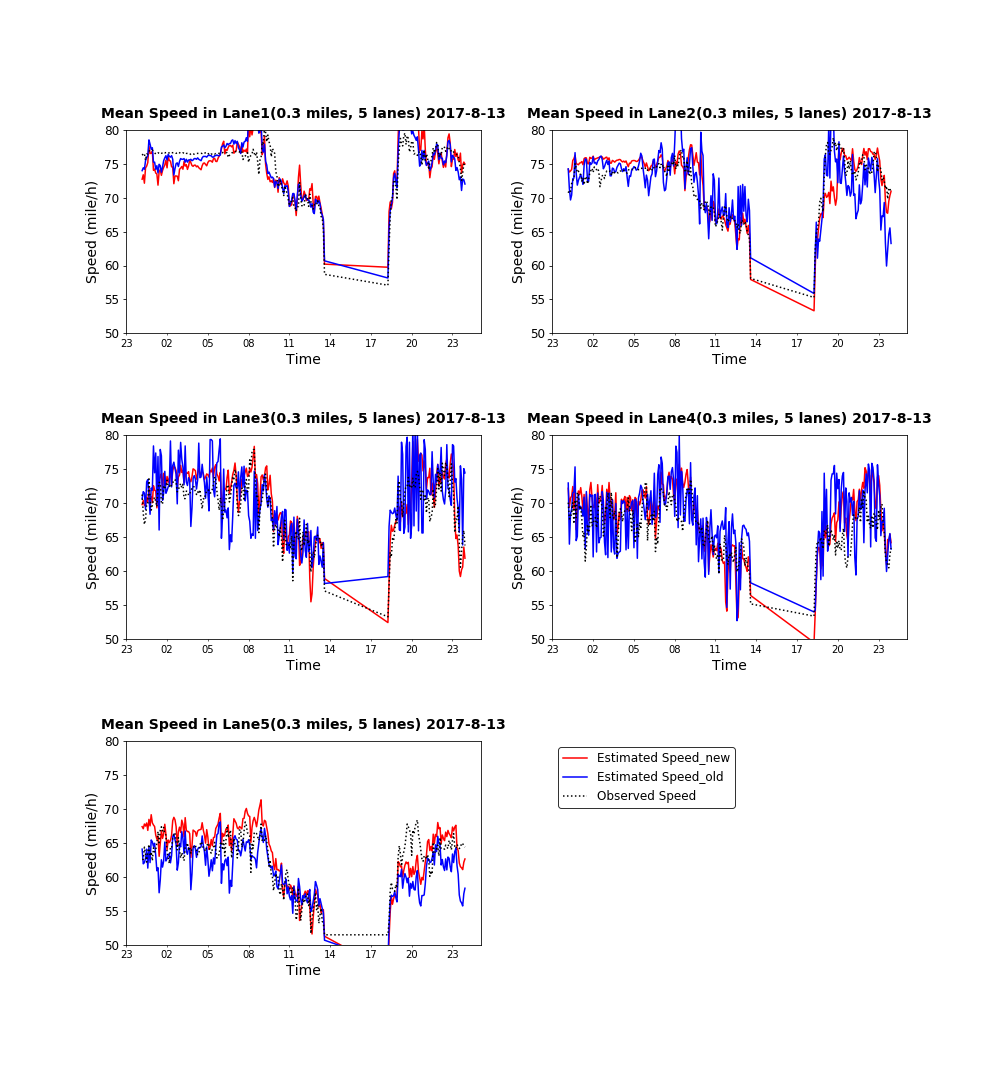 Mean Speed in Lane1(0.3 miles, 5 lanes) 2017-8-13
80
75
70
65
60
55
50
Speed (mile/h)
23 02 05 08 11 14 17 20 23
Time
Mean Speed in Lane2(0.3 miles, 5 lanes) 2017-8-13
80
75
70
65
60
55
50
Speed (mile/h)
23 02 05 08 11 14 17 20 23
Time
Mean Speed in Lane3(0.3 miles, 5 lanes) 2017-8-13
80
75
70
65
60
55
50
Speed (mile/h)
23 02 05 08 11 14 17 20 23
Time
Mean Speed in Lane4(0.3 miles, 5 lanes) 2017-8-13
80
75
70
65
60
55
50
Speed (mile/h)
23 02 05 08 11 14 17 20 23
Time
Mean Speed in Lane5(0.3 miles, 5 lanes) 2017-8-13
80
75
70
65
60
55
50
Speed (mile/h)
23 02 05 08 11 14 17 20 23
Time
Estimated Speed_new
Estimated Speed_old
Observed Speed